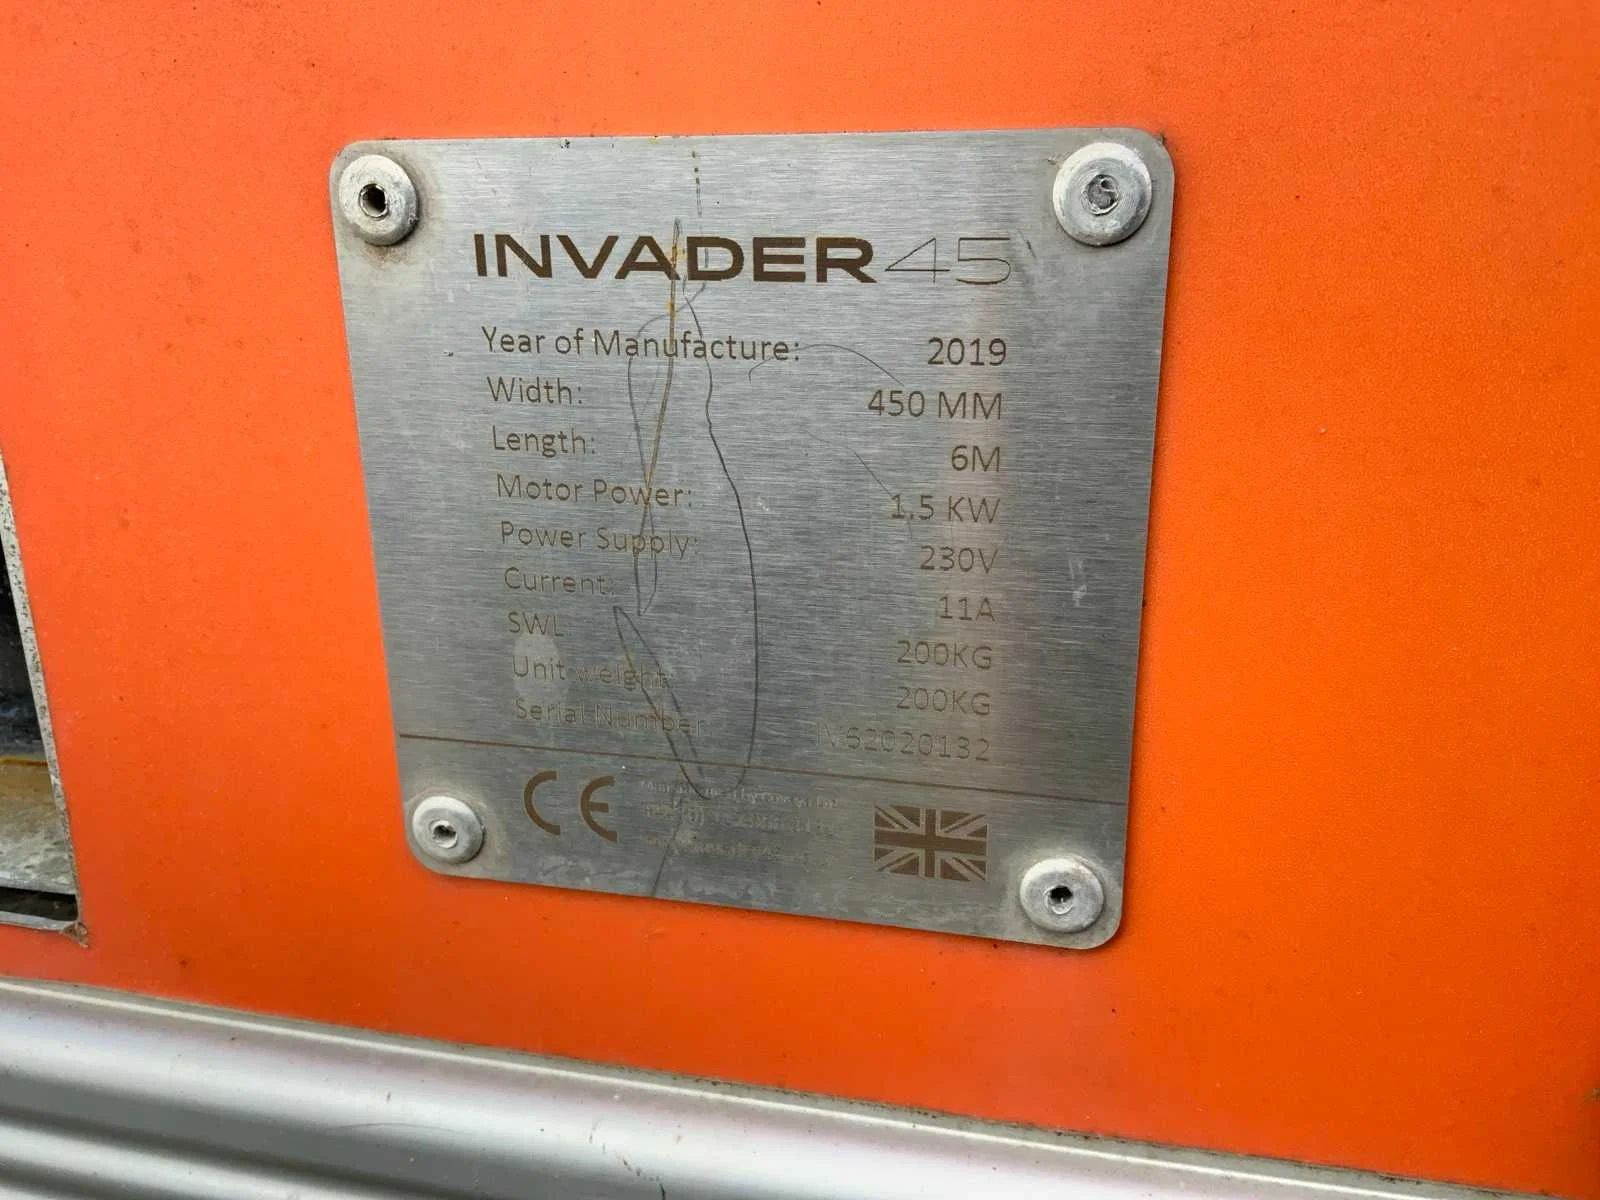 INVADER45
Year of Manufacture: 2019
Width: 450 MM
Length: 6M
Motor Power: 1.5 KW
Power Supply: 230V
Current: 11A
SWL: 200KG
Unit weight: 200KG
Serial Number: IV62020132
CE